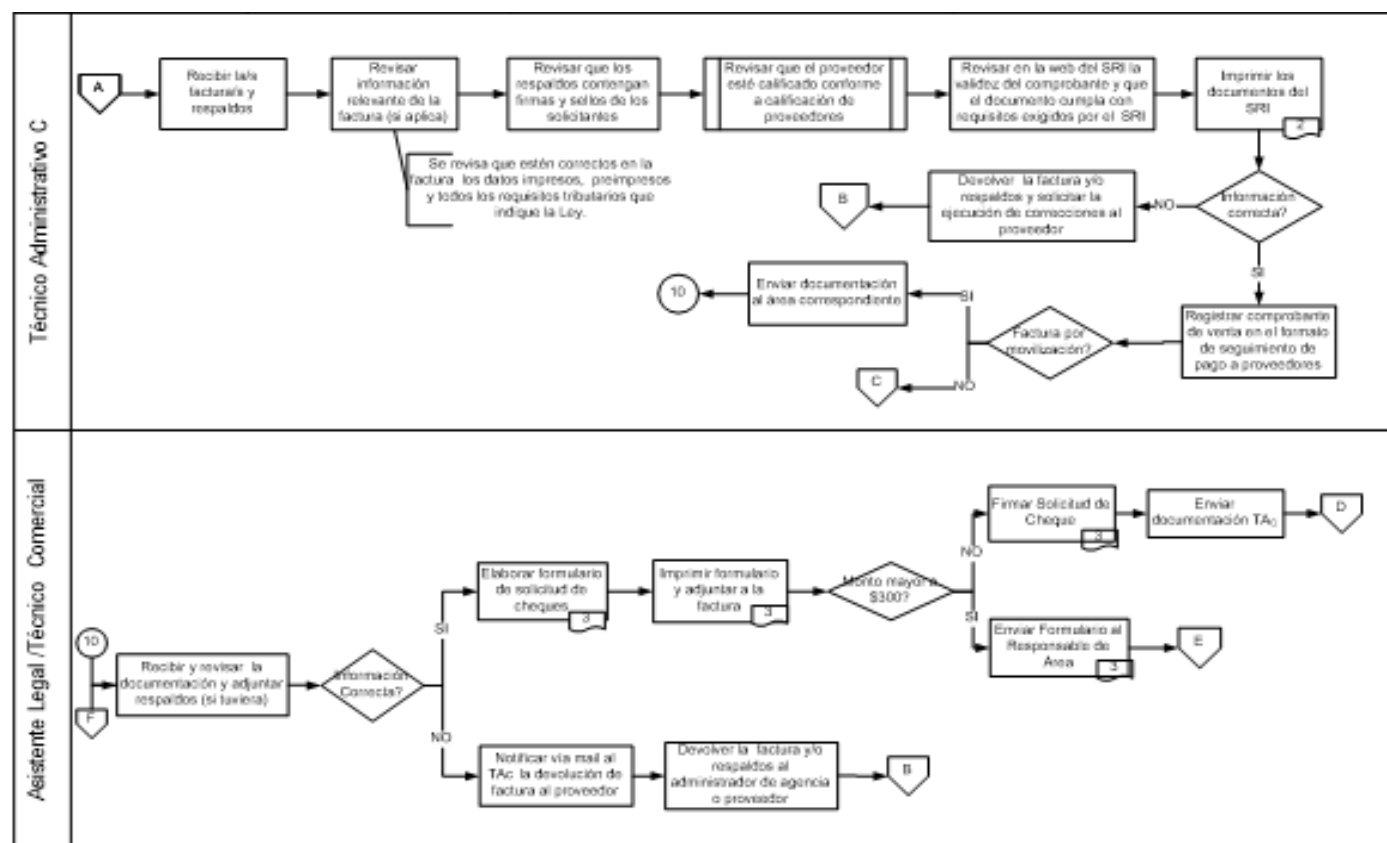 Técnico Administrativo C
A
Recibir la/s
factura/s y
respaldos
Revisar
información
relevante de la
factura (si aplica)
Revisar que los
respaldos contengan
firmas y sellos de los
solicitantes
Revisar que el proveedor
esté calificado conforme
a calificación de
proveedores
Revisar en la web del SRI la
validez del comprobante y que
el documento cumpla con
requisitos exigidos por el SRI
Imprimir los
documentos del
SRI
2
Se revisa que estén correctos en la
factura los datos impresos, preimpresos
y todos los requisitos tributarios que
indique la Ley.
B
Devolver la factura y/o
respaldos y solicitar la
ejecución de correcciones al
proveedor
NO
Información
correcta?
SI
10
Enviar documentación
al área correspondiente
SI
Factura por
movilización?
NO
C
Registrar comprobante
de venta en el formato
de seguimiento de
pago a proveedores
Asistente Legal /Técnico Comercial
10
F
Recibir y revisar la
documentación y adjuntar
respaldos (si tuviera)
Información
Correcta?
SI
Elaborar formulario
de solicitud de
cheques
3
Imprimir formulario
y adjuntar a la
factura
3
Monto mayor a
$300?
NO
Firmar Solicitud de
Cheque
3
Enviar
documentación TAC
D
SI
Enviar Formulario al
Responsable de
Area
3
E
NO
Notificar vía mail al
TAc la devolución de
factura al proveedor
Devolver la factura y/o
respaldos al
administrador de agencia
o proveedor
B